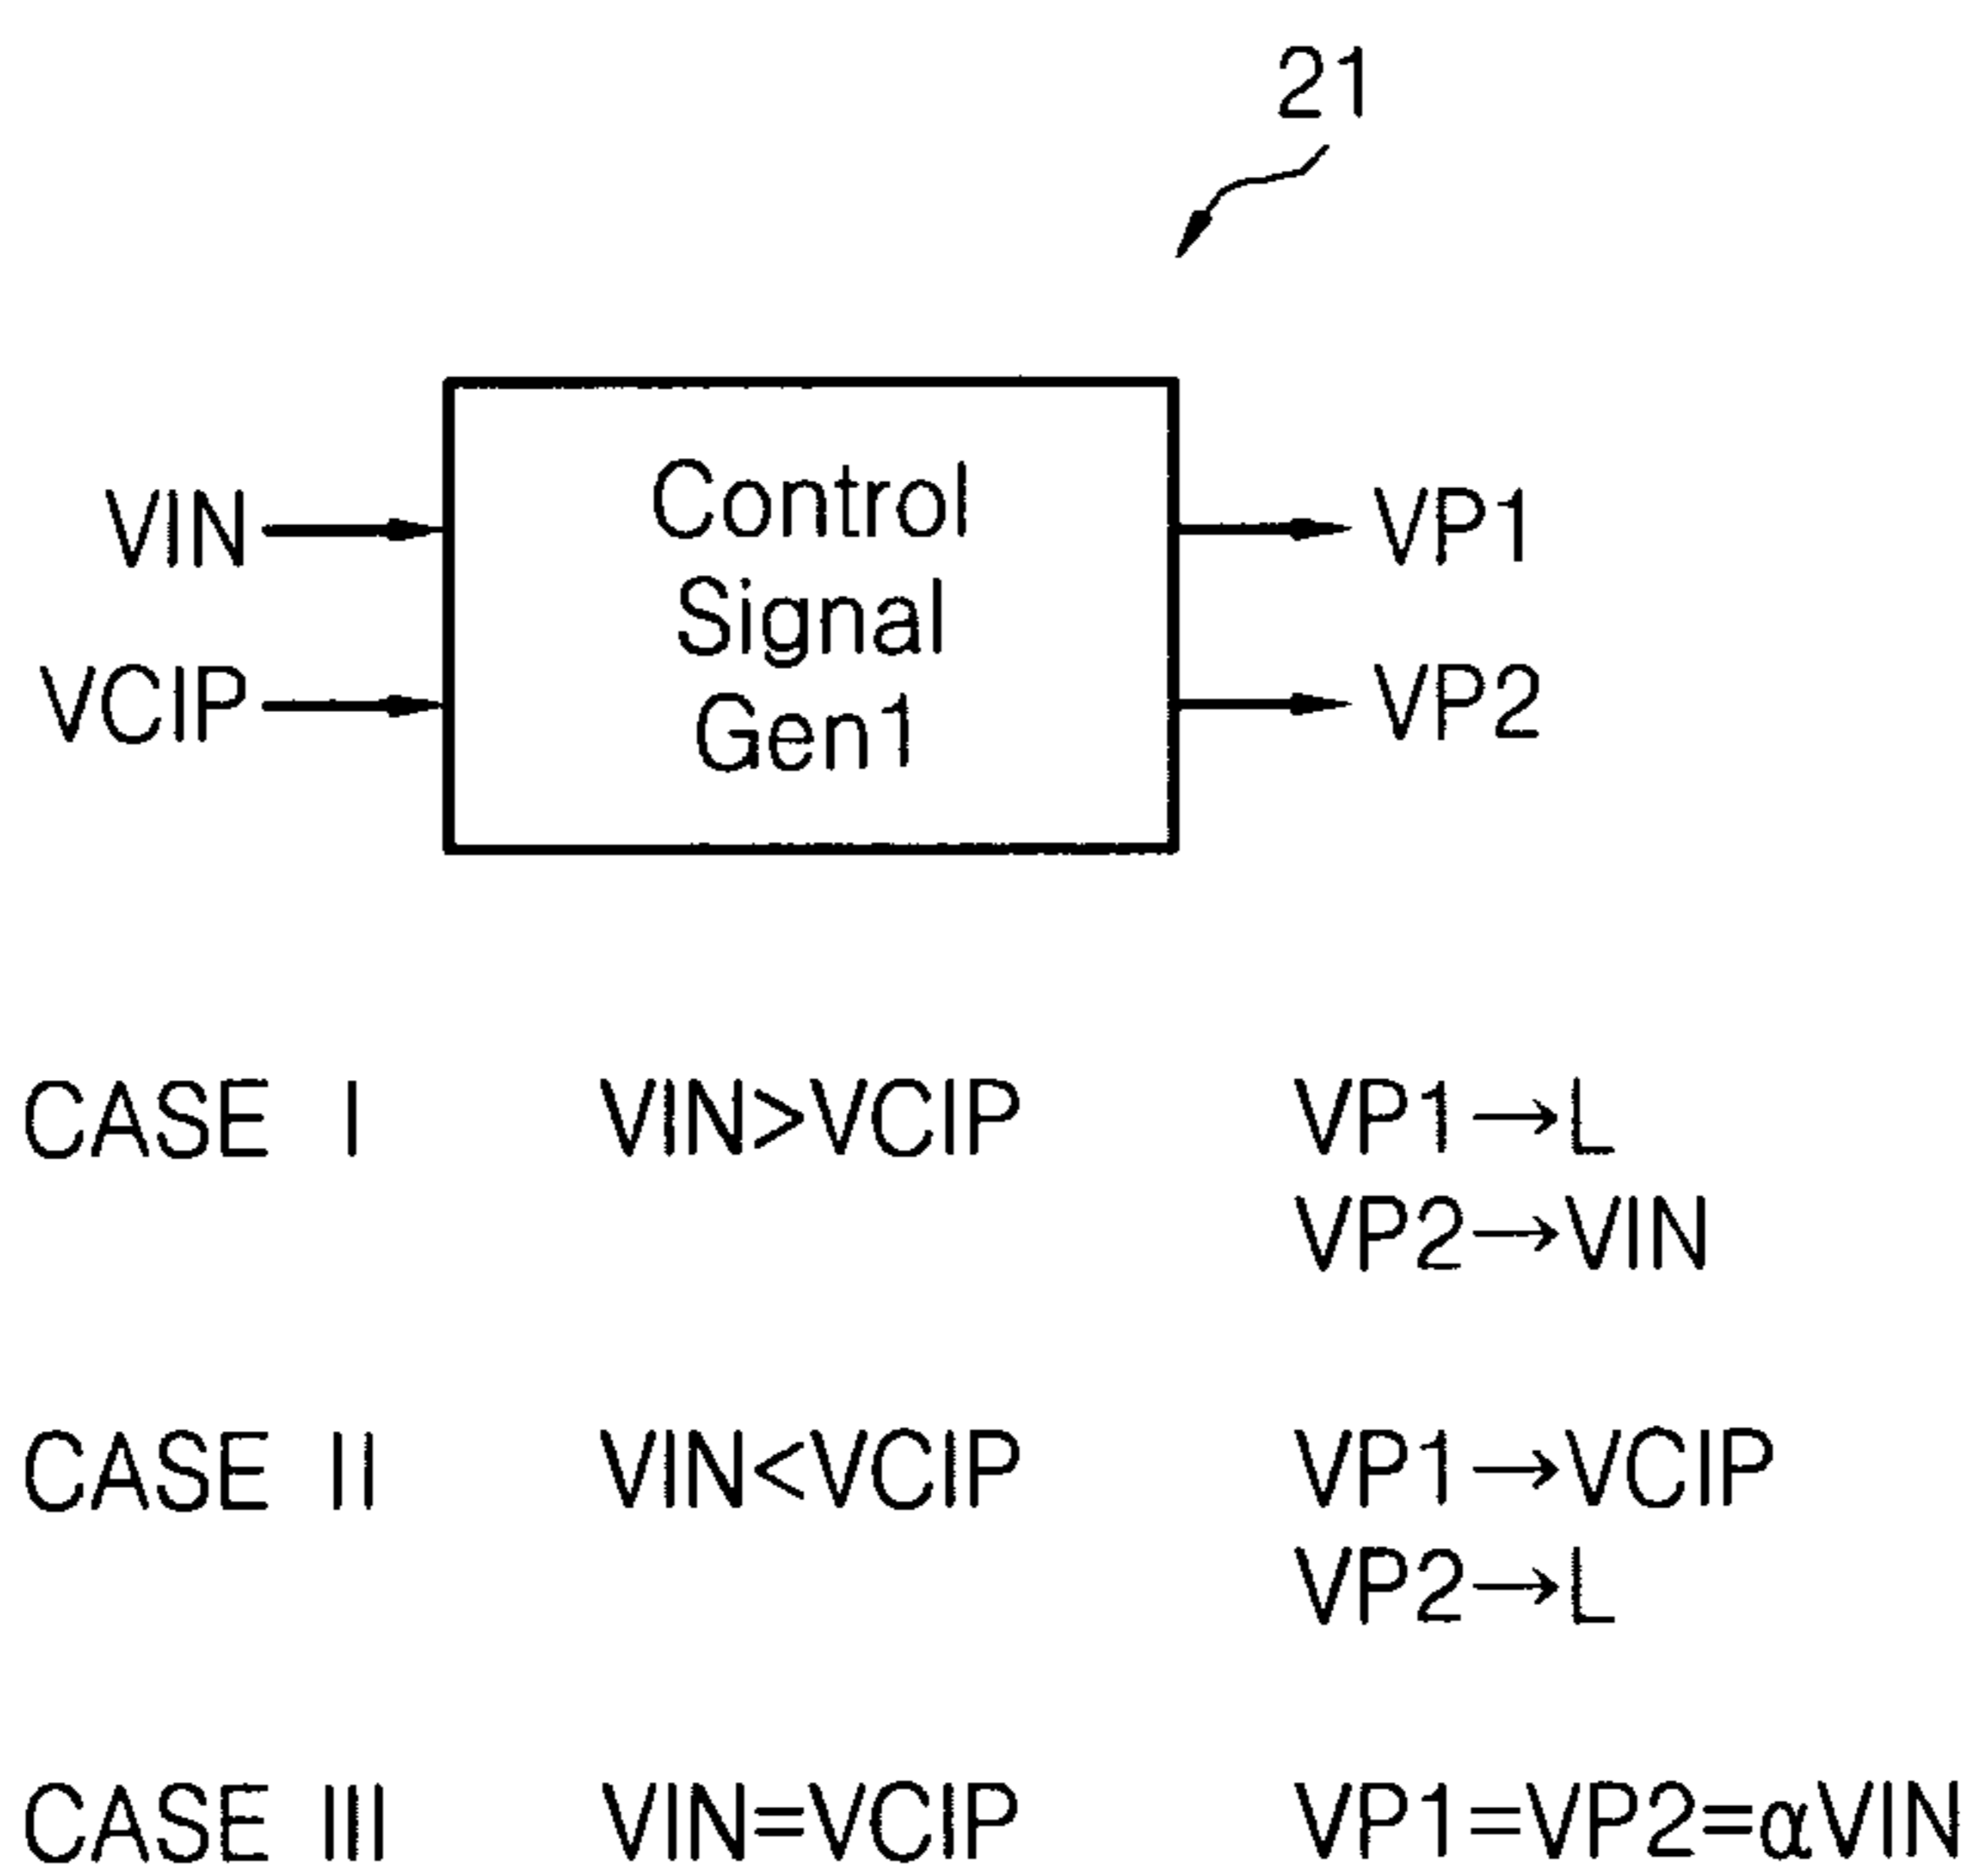 21
VIN
VCIP
Control
Signal
Gen1
VP1
VP2
CASE I VIN>VCIP VP1→L
VP2→VIN
CASE II VIN<VCIP VP1→VCIP
VP2→L
CASE III VIN=VCIP VP1=VP2=αVIN